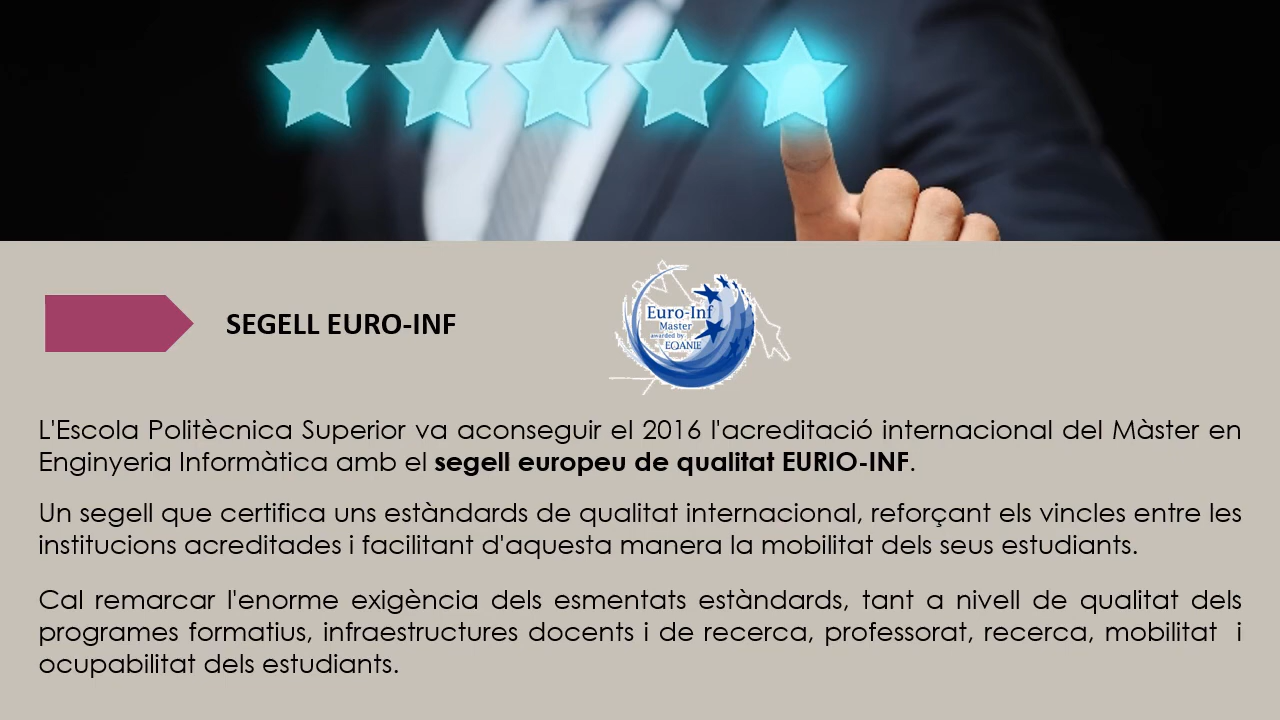 SEGELL EURO-INF
Euro-Inf
Master
awarded by
EQANIE
L'Escola Politècnica Superior va aconseguir el 2016 l'acreditació internacional del Màster en
Enginyeria Informàtica amb el segell europeu de qualitat EURIO-INF.
Un segell que certifica uns estàndards de qualitat internacional, reforçant els vincles entre les
institucions acreditades i facilitant d'aquesta manera la mobilitat dels seus estudiants.
Cal remarcar l'enorme exigència dels esmentats estàndards, tant a nivell de qualitat dels
programes formatius, infraestructures docents i de recerca, professorat, recerca, mobilitat i
ocupabilitat dels estudiants.